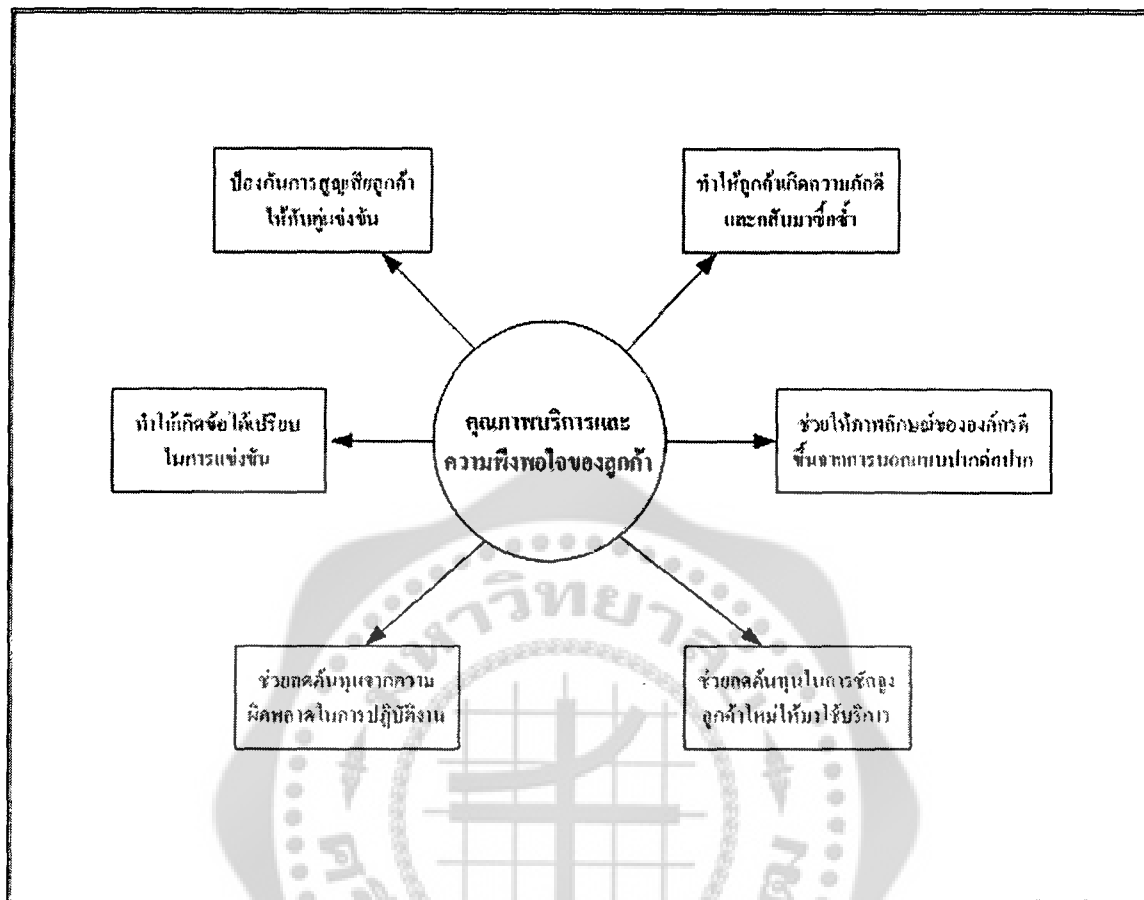 ป้องกันการสูญเสียลูกค้า
ให้กับคู่แข่งขัน
ทำให้ลูกค้าเกิดความภักดี
และกลับมาซื้อซ้ำ
ทำให้เกิดข้อได้เปรียบ
ในการแข่งขัน
คุณภาพบริการและ
ความพึงพอใจของลูกค้า
ช่วยให้ภาพลักษณ์ขององค์กรดี
ขึ้นจากการบอกแบบปากต่อปาก
ช่วยลดต้นทุนจากความ
ผิดพลาดในการปฏิบัติงาน
ช่วยลดต้นทุนในการชักจูง
ลูกค้าใหม่ให้มาใช้บริการ
มหาวิทยาลัย